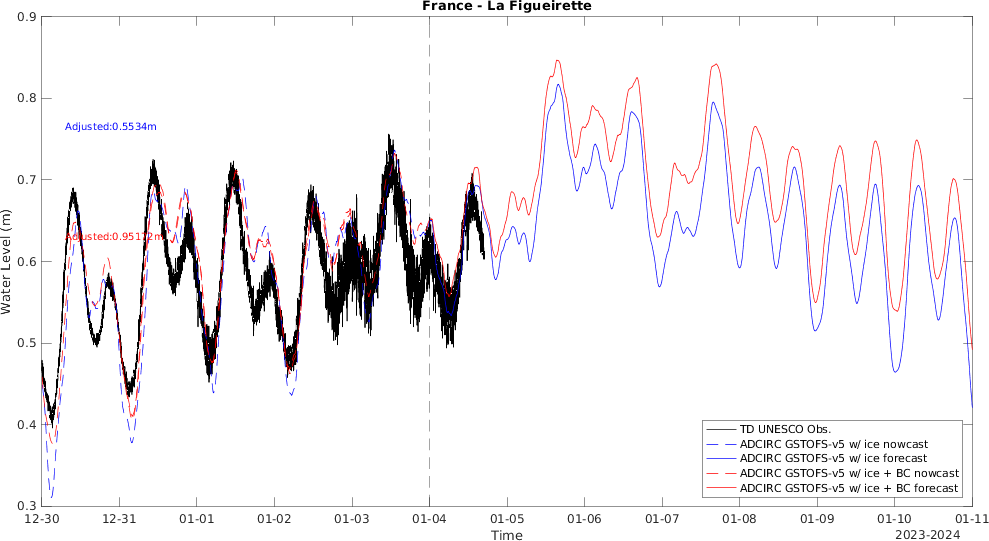 France - La Figueirette
0.9
0.8
0.7
0.6
0.5
0.4
0.3
Water Level (m)
Adjusted:0.5534m
TD UNESCO Obs.
ADCIRC GSTOFS-v5 w/ ice nowcast
ADCIRC GSTOFS-v5 w/ ice forecast
ADCIRC GSTOFS-v5 w/ ice + BC nowcast
ADCIRC GSTOFS-v5 w/ ice + BC forecast
12-30 12-31 01-01 01-02 01-03 01-04 01-05 01-06 01-07 01-08 01-09 01-10 01-11
Time
2023-2024